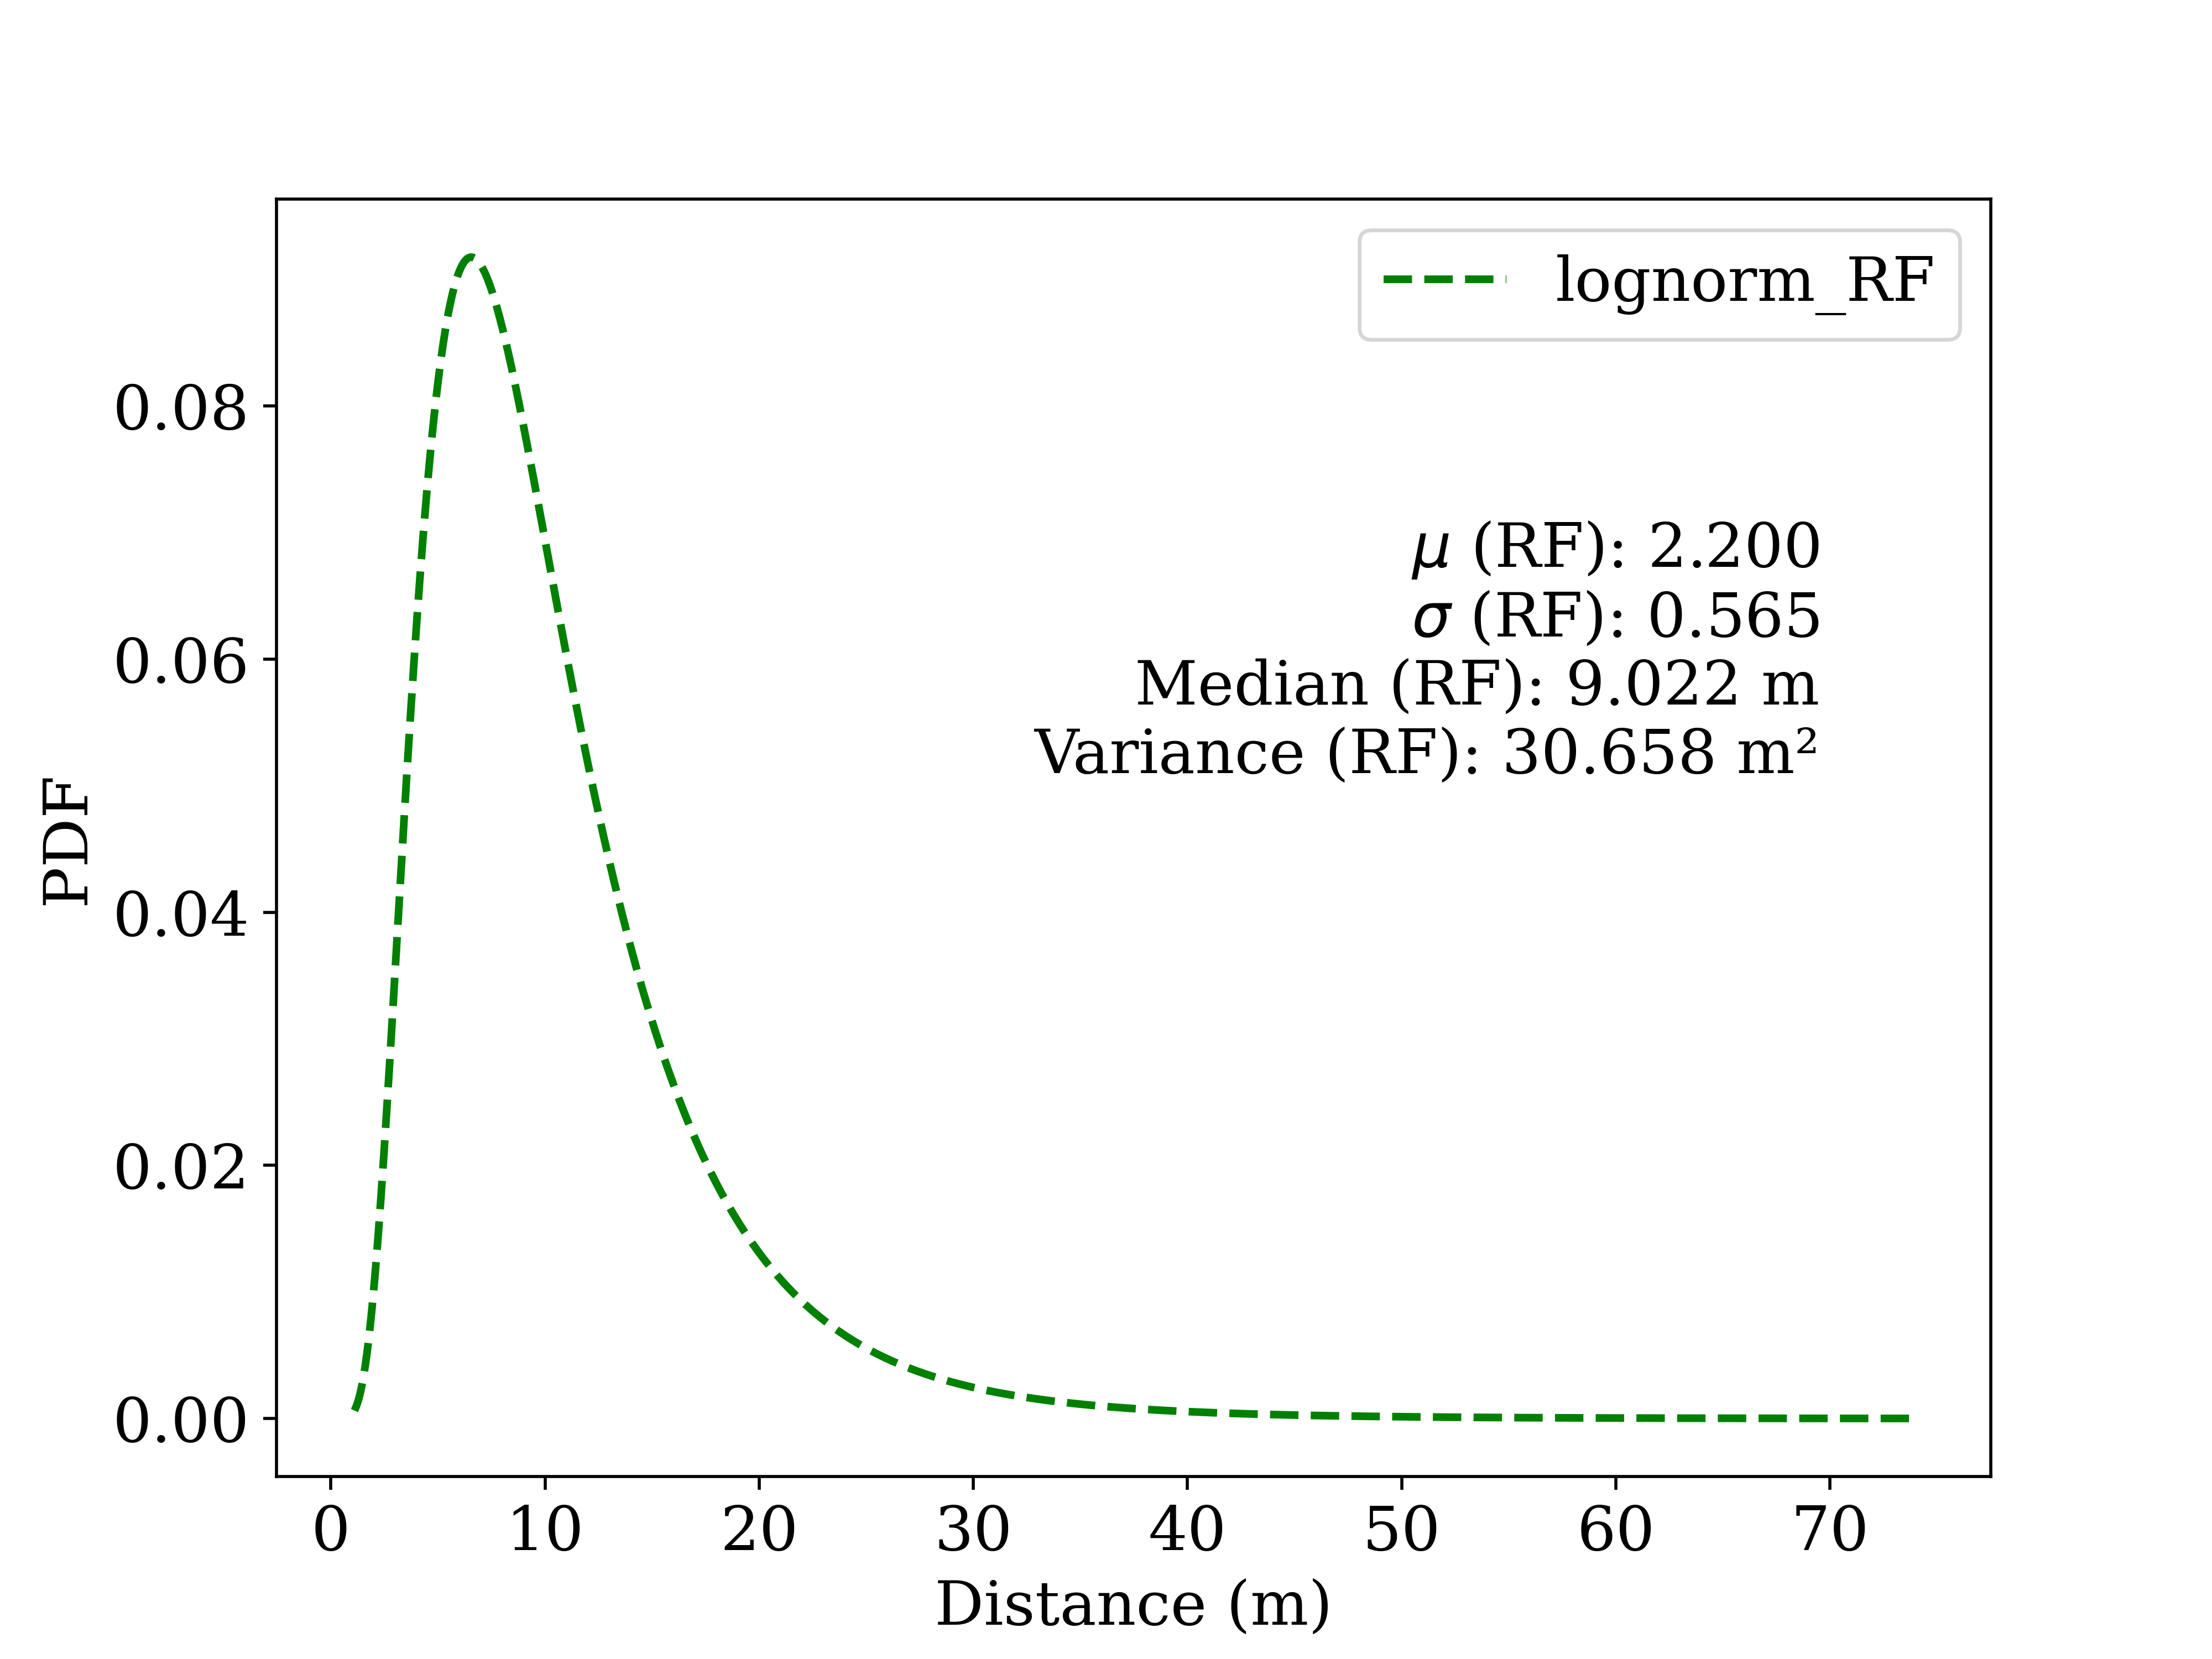 lognorm_RF
0.08
μ (RF): 2.200
σ (RF): 0.565
0.06
Median (RF): 9.022 m
Variance (RF): 30.658 m²
PDF
0.04
0.02
0.00
0 10 20 30 40 50 60 70
Distance (m)